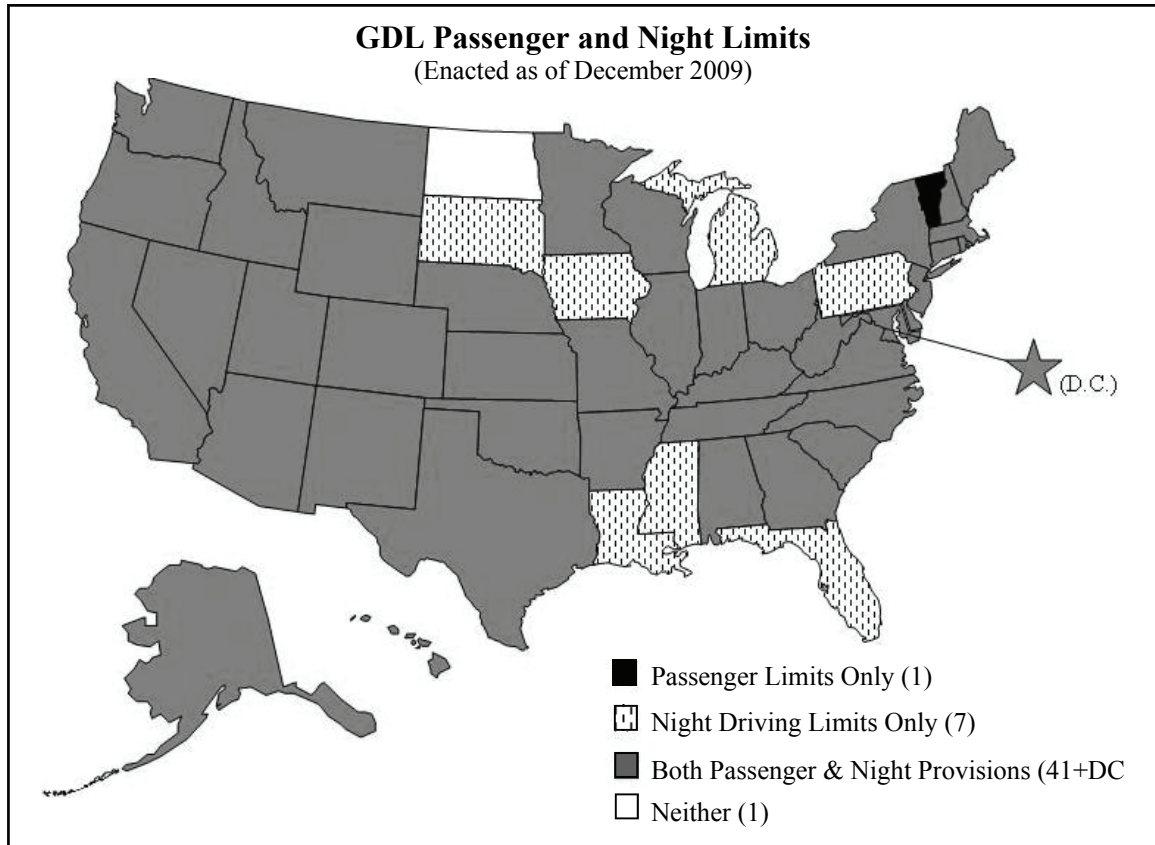 GDL Passenger and Night Limits
(Enacted as of December 2009)
(D.C.)
Passenger Limits Only (1)
Night Driving Limits Only (7)
Both Passenger & Night Provisions (41+DC
Neither (1)